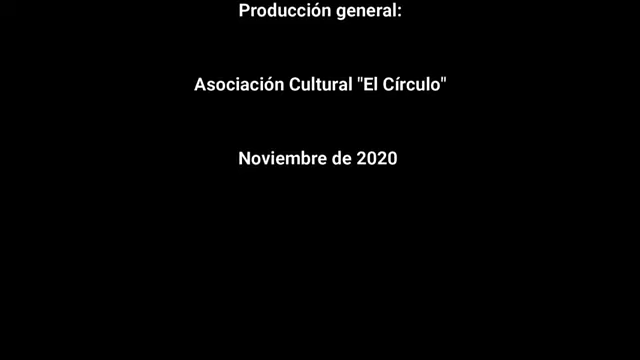 Producción general:
Asociación Cultural "El Círculo"
Noviembre de 2020